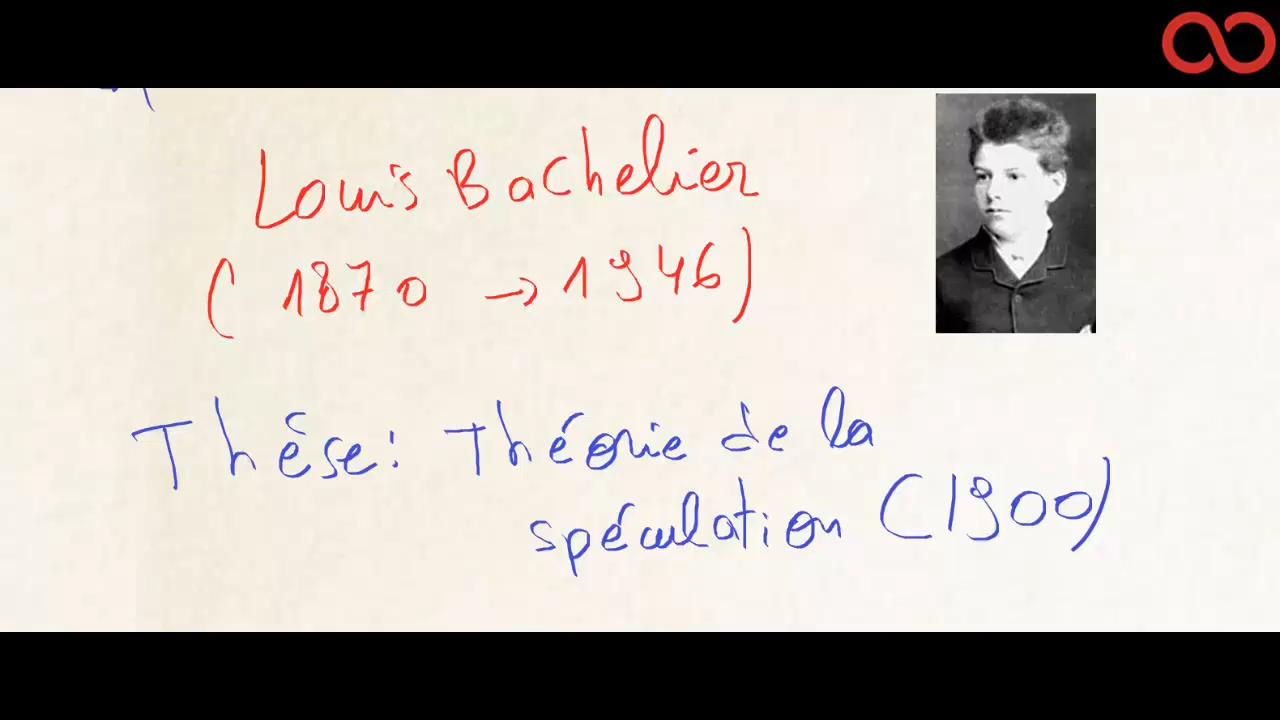 Louis Bachelier
( 1870 → 1946)
Thèse: Théorie de la
spéculation (1900)